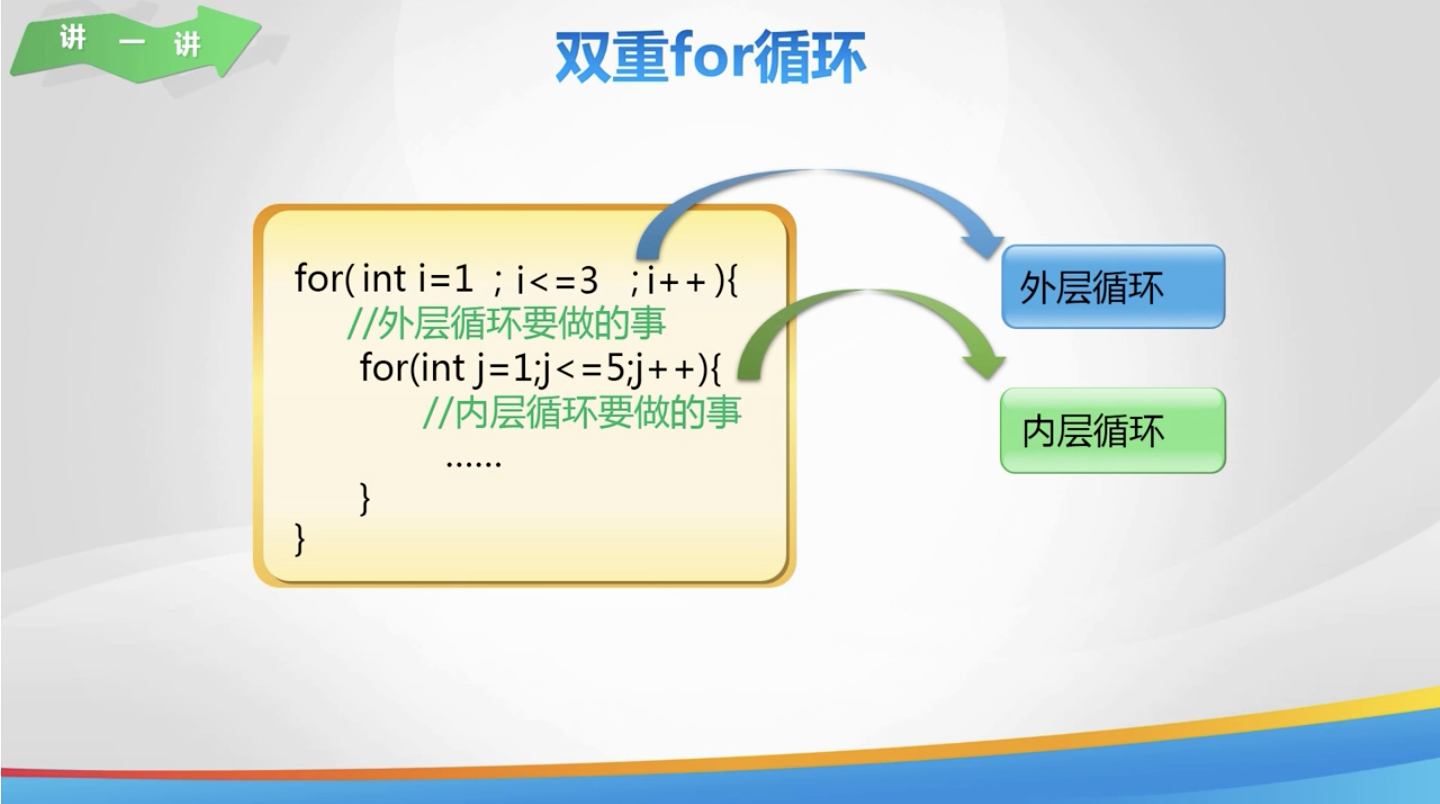 讲一讲
双重for循环
for( int i=1 ; i<=3 ; i++ ){
//外层循环要做的事
for(int j=1;j<=5;j++){
//内层循环要做的事
......
}
}
外层循环
内层循环